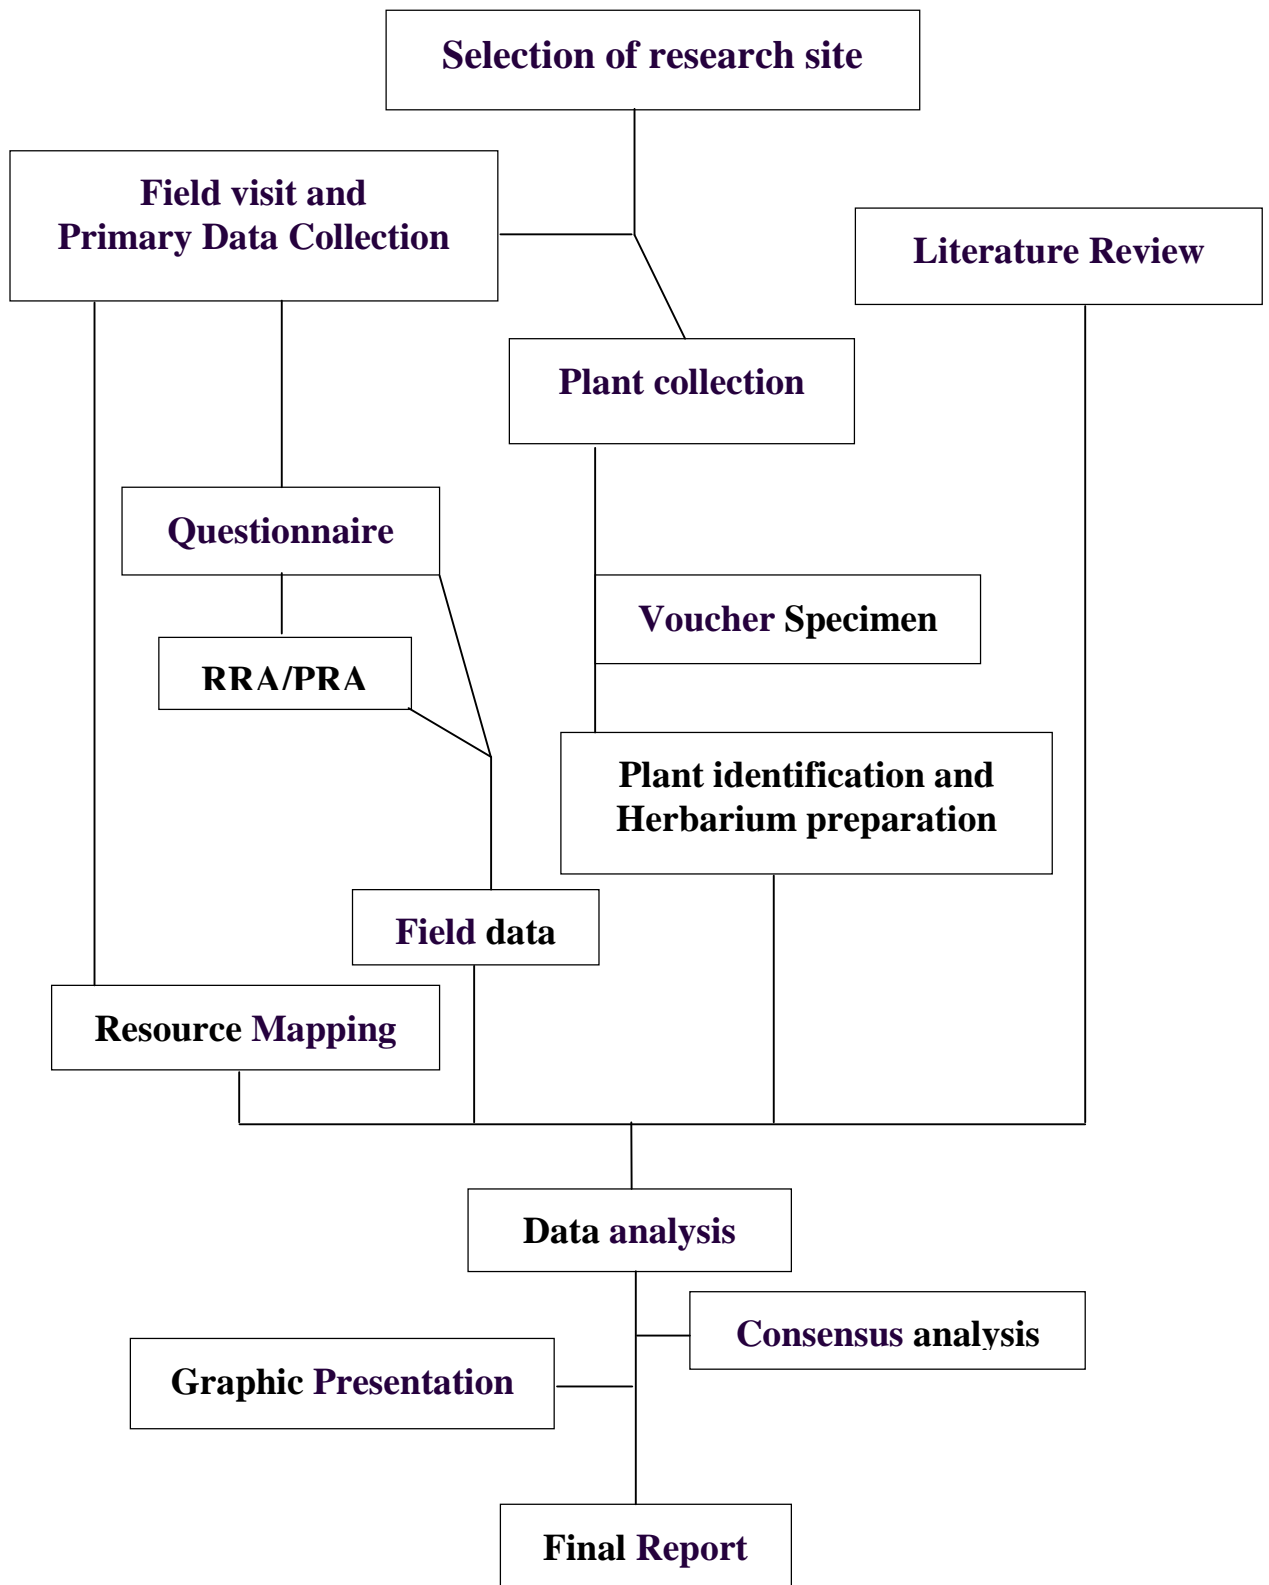 Selection of research site
Field visit and
Primary Data Collection
Literature Review
Plant collection
Questionnaire
Voucher Specimen
RRA/PRA
Plant identification and
Herbarium preparation
Field data
Resource Mapping
Data analysis
Consensus analysis
Graphic Presentation
Final Report